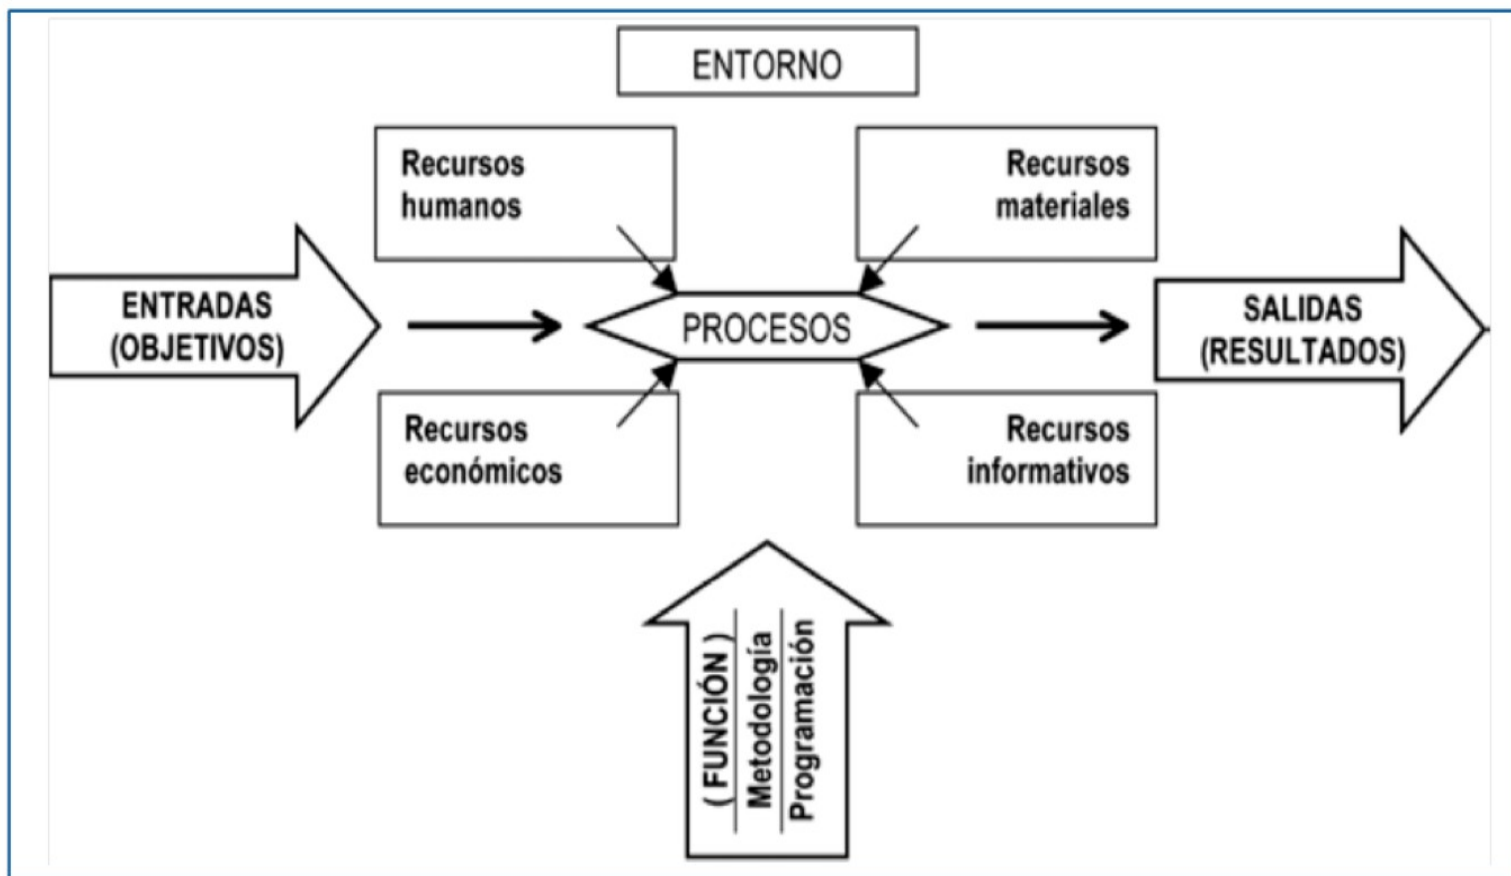 ENTORNO
Recursos
humanos
Recursos
materiales
ENTRADAS
(OBJETIVOS)
PROCESOS
SALIDAS
(RESULTADOS)
Recursos
económicos
Recursos
informativos
( FUNCIÓN )
Metodología
Programación